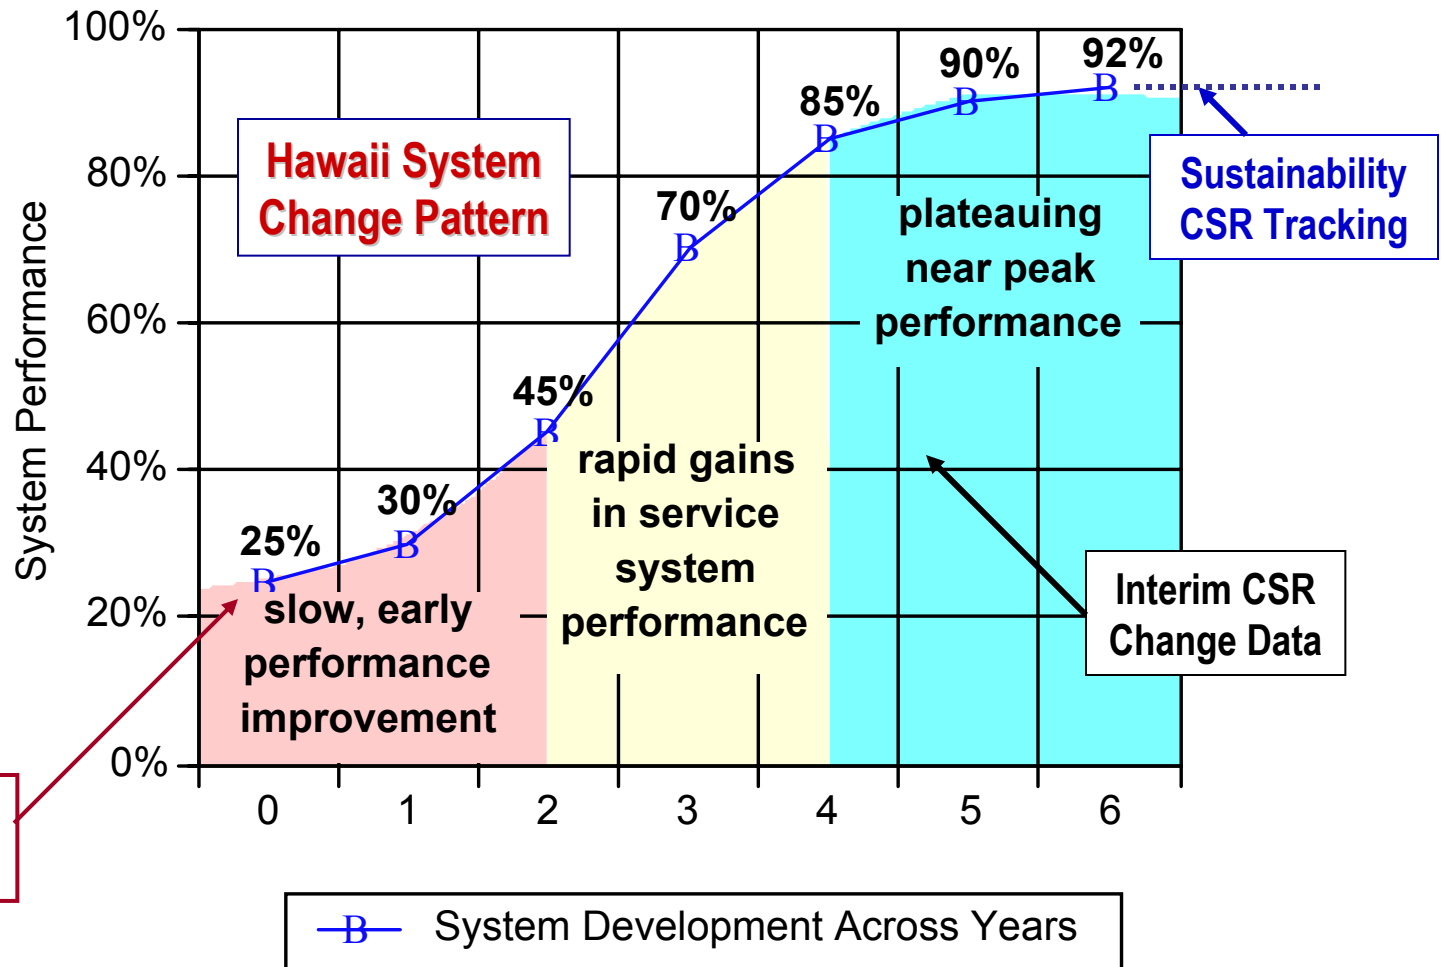 100%
80%
60%
40%
20%
0%
System Performance
Hawaii System
Change Pattern
25%
30%
45%
70%
85%
90%
92%
B
B
B
B
B
B
B
slow, early
performance
improvement
rapid gains
in service
system
performance
plateauing
near peak
performance
Sustainability
CSR Tracking
Interim CSR
Change Data
0
1
2
3
4
5
6
B System Development Across Years